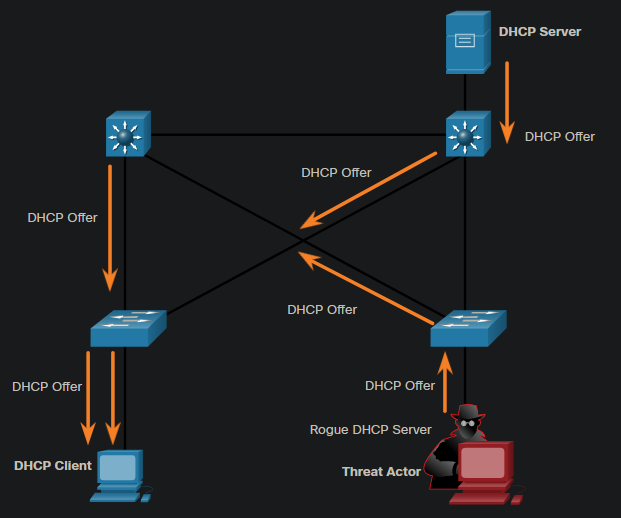 DHCP Server
DHCP Offer
DHCP Offer
DHCP Offer
DHCP Offer
DHCP Offer
DHCP Offer
Rogue DHCP Server
DHCP Client
Threat Actor